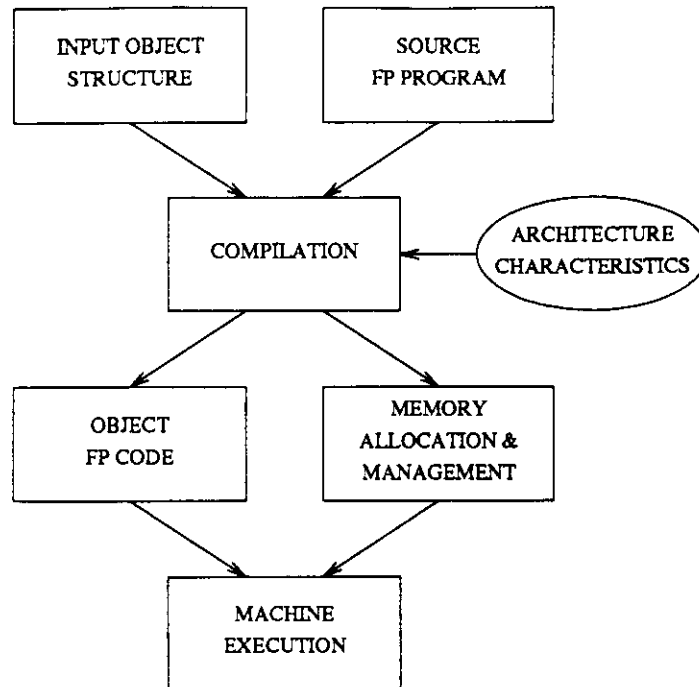 INPUT OBJECT
STRUCTURE
SOURCE
FP PROGRAM
COMPILATION
ARCHITECTURE
CHARACTERISTICS
OBJECT
FP CODE
MEMORY
ALLOCATION &
MANAGEMENT
MACHINE
EXECUTION